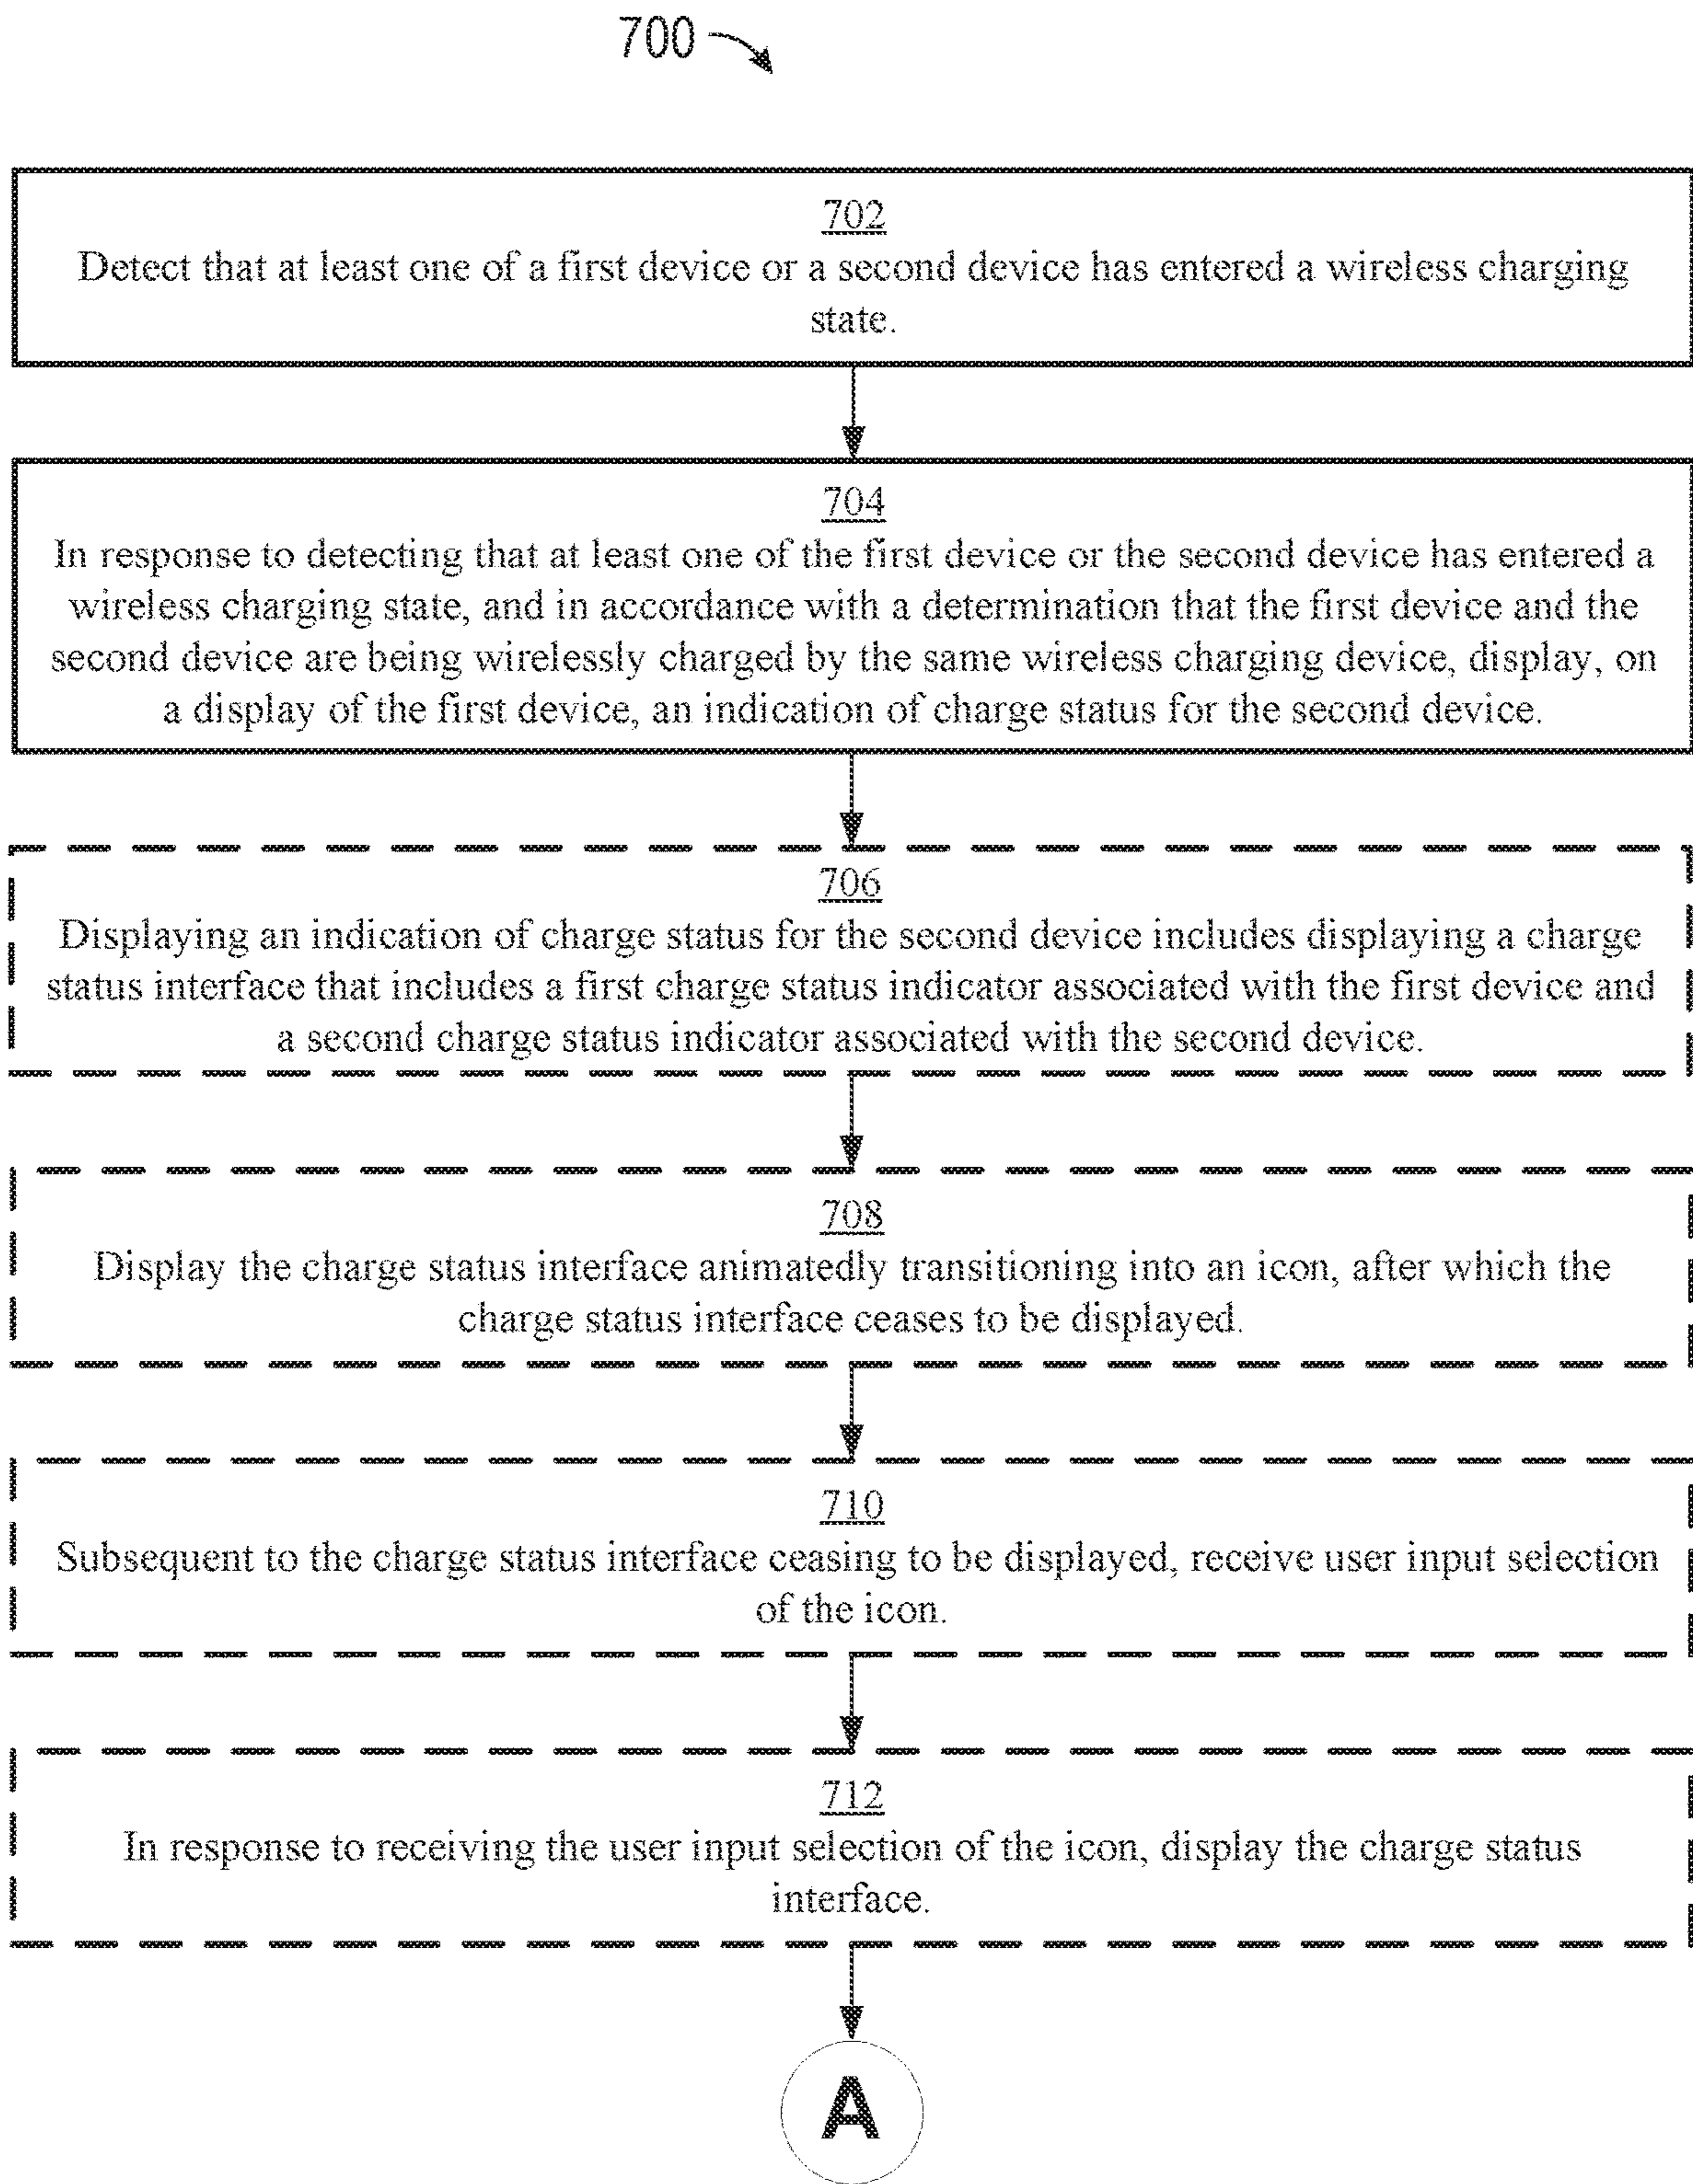 700
702
Detect that at least one of a first device or a second device has entered a wireless charging
state.
704
In response to detecting that at least one of the first device or the second device has entered a
wireless charging state, and in accordance with a determination that the first device and the
second device are being wirelessly charged by the same wireless charging device, display, on
a display of the first device, an indication of charge status for the second device.
706
Displaying an indication of charge status for the second device includes displaying a charge
status interface that includes a first charge status indicator associated with the first device and
a second charge status indicator associated with the second device.
708
Display the charge status interface animatedly transitioning into an icon, after which the
charge status interface ceases to be displayed.
710
Subsequent to the charge status interface ceasing to be displayed, receive user input selection
of the icon.
712
In response to receiving the user input selection of the icon, display the charge status
interface.
A